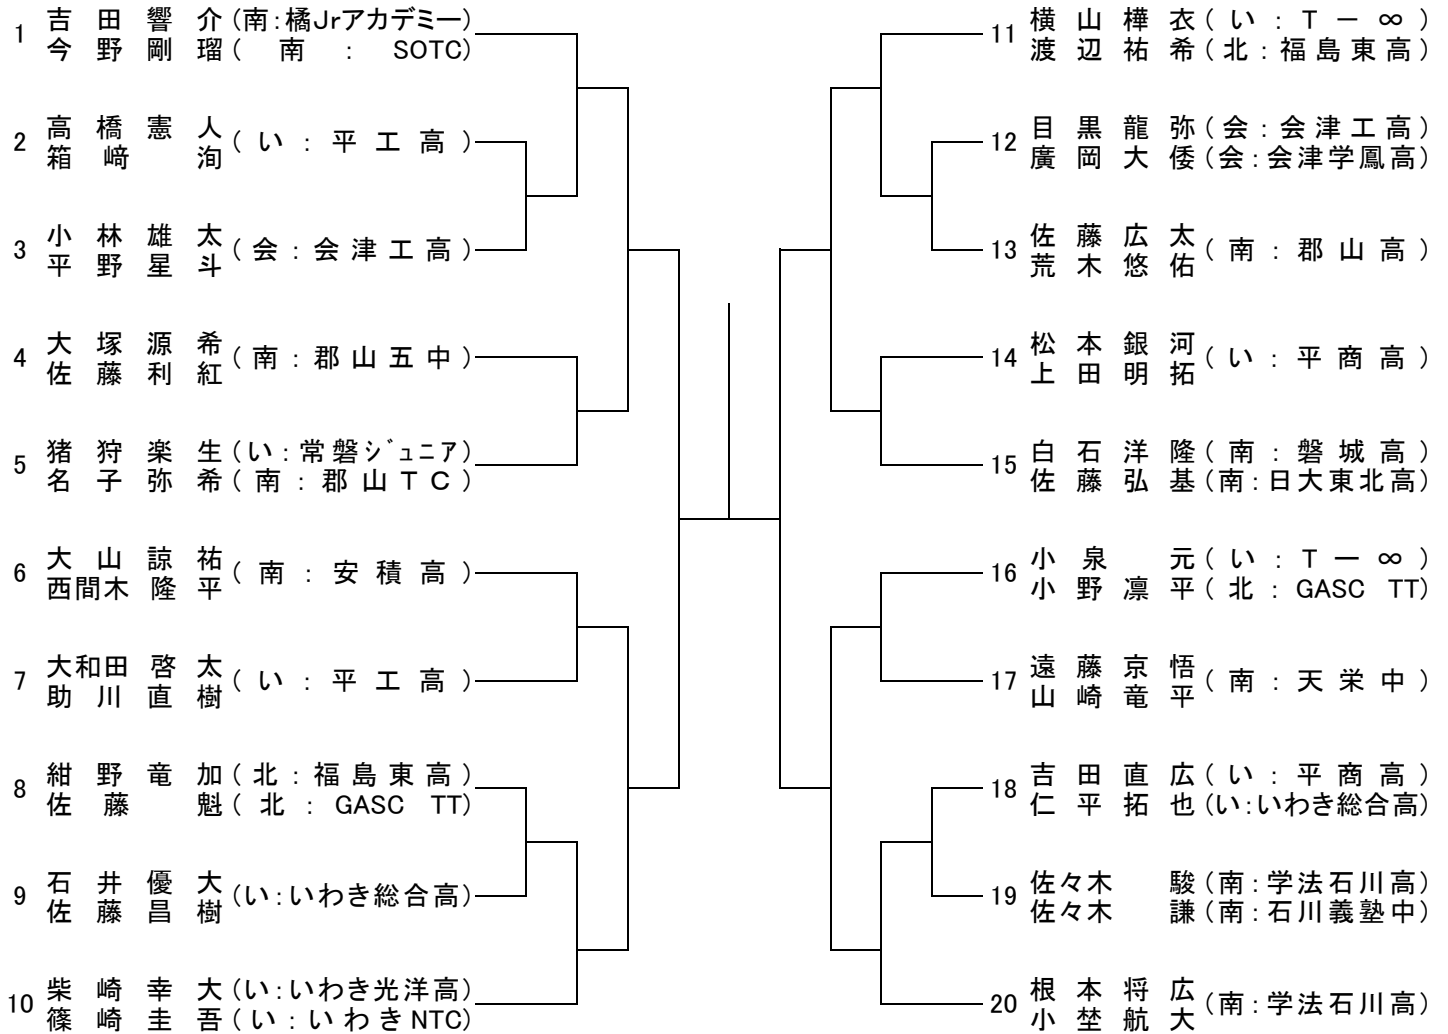 1 吉田響介(南:橘Jrアカデミー)
今野剛瑠(南:SOTC)
2 高橋憲人(い:平工高)
箱﨑洵
3 小林雄太(会:会津工高)
平野星斗
4 大塚源希(南:郡山五中)
佐藤利紅
5 猪狩楽生(い:常磐ジュニア)
名子弥希(南:郡山TC)
6 大山諒祐(南:安積高)
西間木隆平
7 大和田啓太(い:平工高)
助川直樹
8 紺野竜加(北:福島東高)
佐藤魁(北:GASC TT)
9 石井優大(い:いわき総合高)
佐藤昌樹
10 柴崎幸大(い:いわき光洋高)
篠崎圭吾(い:いわきNTC)
11 横山樺衣(い:T-∞)
渡辺祐希(北:福島東高)
12 目黒龍弥(会:会津工高)
廣岡大倭(会:会津学鳳高)
13 佐藤広太(南:郡山高)
荒木悠佑
14 松本銀河(い:平商高)
上田明拓
15 白石洋隆(南:磐城高)
佐藤弘基(南:日大東北高)
16 小泉元(い:T-∞)
小野凛平(北:GASC TT)
17 遠藤京悟(南:天栄中)
山崎竜平
18 吉田直広(い:平商高)
仁平拓也(い:いわき総合高)
19 佐々木駿(南:学法石川高)
佐々木謙(南:石川義塾中)
20 根本将広(南:学法石川高)
小埜航大